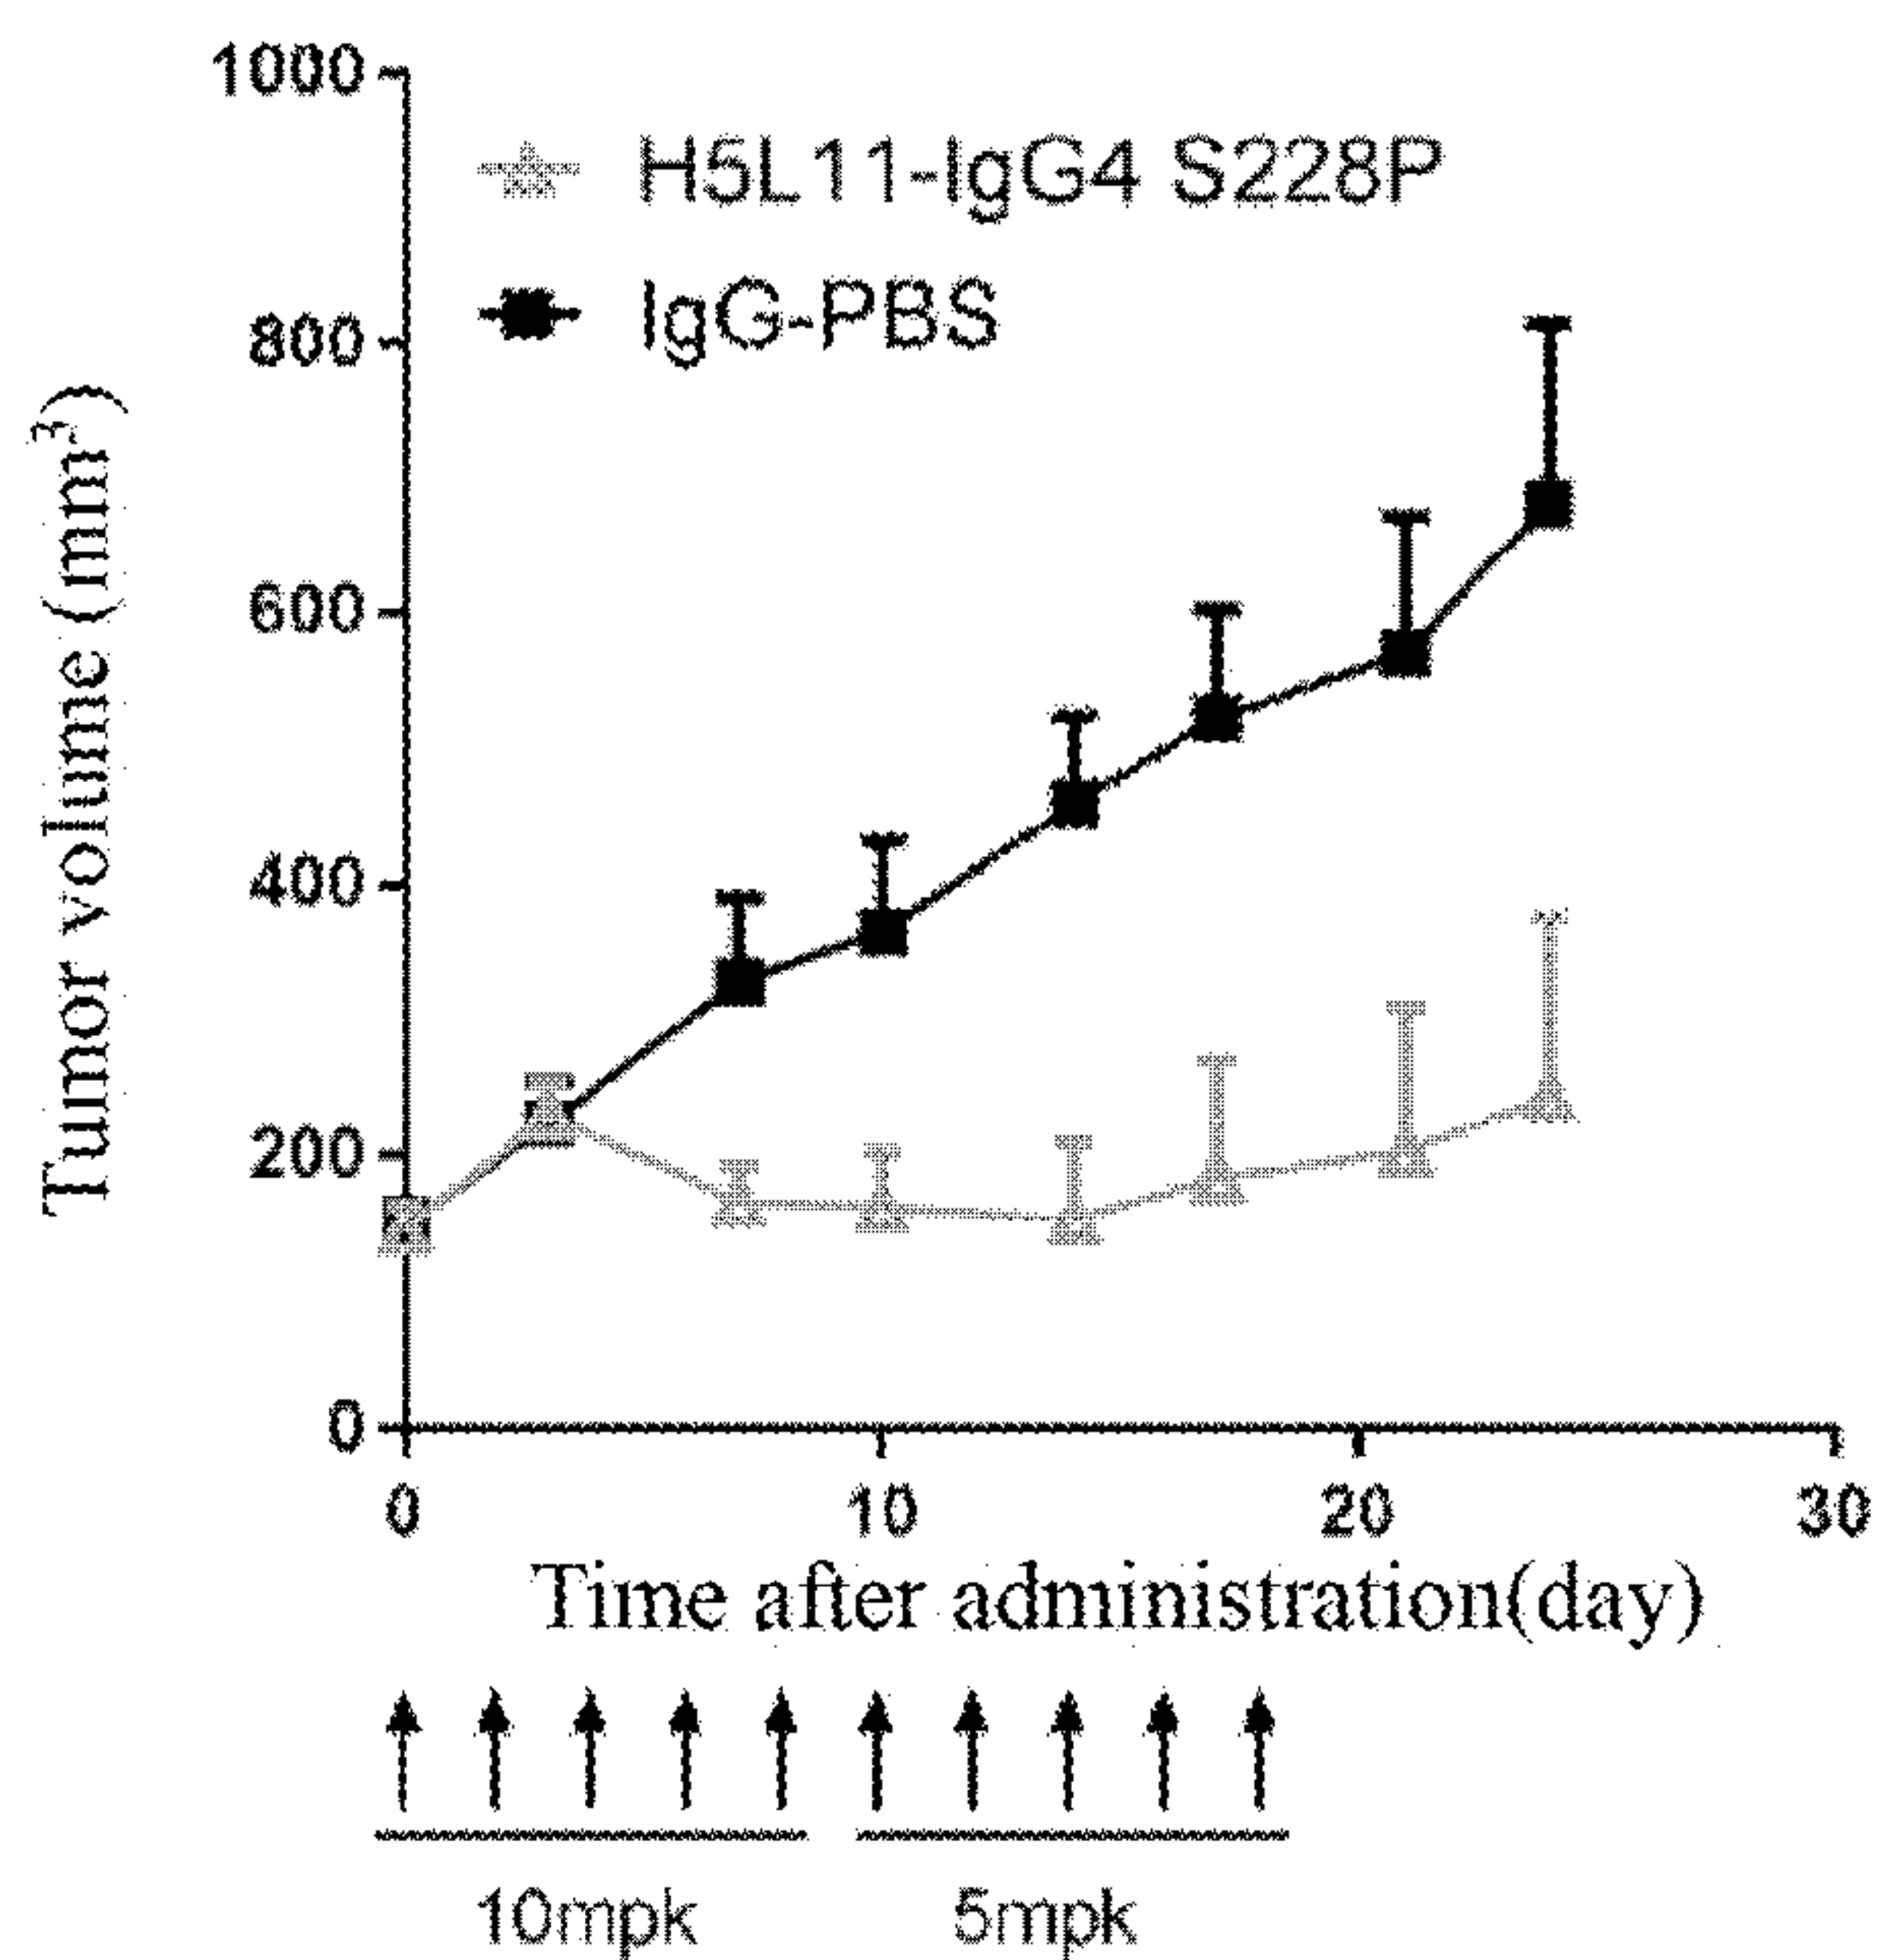 1000
800
600
400
200
0
Tumor volume (mm³)
H5L11-IgG4 S228P
IgG-PBS
0 10 20 30
Time after administration(day)
10mpk 5mpk